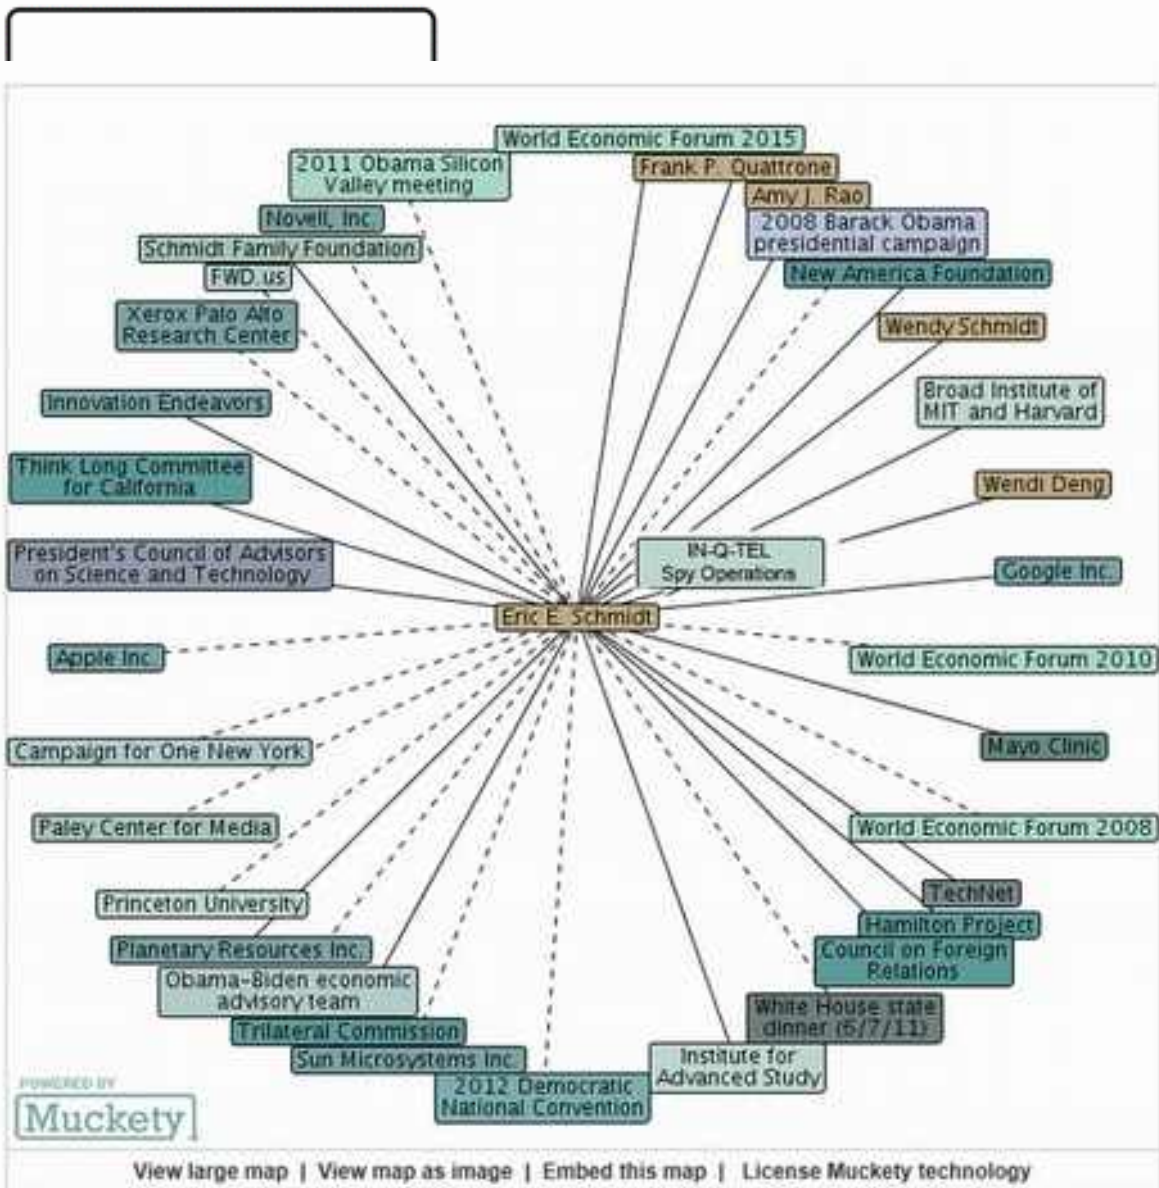 World Economic Forum 2015
2011 Obama Silicon
Valley meeting
Frank P. Quattrone
Amy J. Rao
Novell, Inc.
2008 Barack Obama
presidential campaign
Schmidt Family Foundation
FWD.us
New America Foundation
Xerox Palo Alto
Research Center
Wendy Schmidt
Innovation Endeavors
Broad Institute of
MIT and Harvard
Think Long Committee
for California
Wendi Deng
President's Council of Advisors
on Science and Technology
IN-Q-TEL
Spy Operations
Google Inc.
Eric E. Schmidt
Apple Inc.
World Economic Forum 2010
Campaign for One New York
Mayo Clinic
Paley Center for Media
World Economic Forum 2008
Princeton University
TechNet
Planetary Resources Inc.
Hamilton Project
Council on Foreign
Relations
Obama-Biden economic
advisory team
White House state
dinner (6/7/11)
Trilateral Commission
Sun Microsystems Inc.
Institute for
Advanced Study
2012 Democratic
National Convention
POWERED BY
Muckety
View large map | View map as image | Embed this map | License Muckety technology